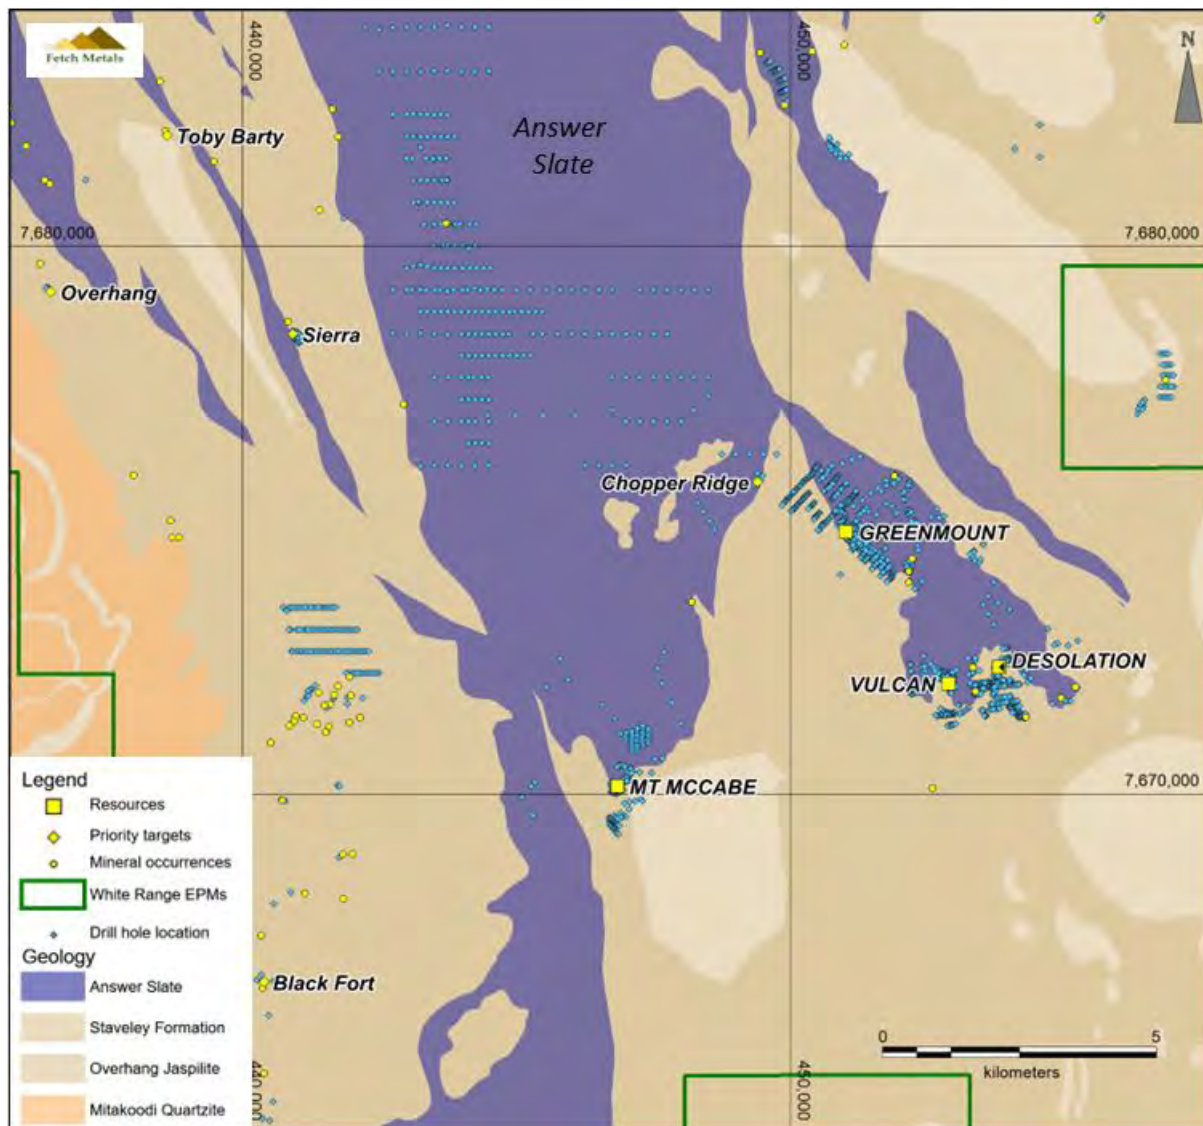 Fetch Metals
440,000
450,000
N
Answer
Slate
Toby Barty
7,680,000
7,680,000
Overhang
Sierra
Chopper Ridge
GREENMOUNT
DESOLATION
VULCAN
MT MCCABE
7,670,000
Legend
Resources
Priority targets
Mineral occurrences
White Range EPMs
Drill hole location
Geology
Answer Slate
Staveley Formation
Overhang Jaspilite
Mitakoodi Quartzite
Black Fort
0 5
kilometers
440,000
450,000